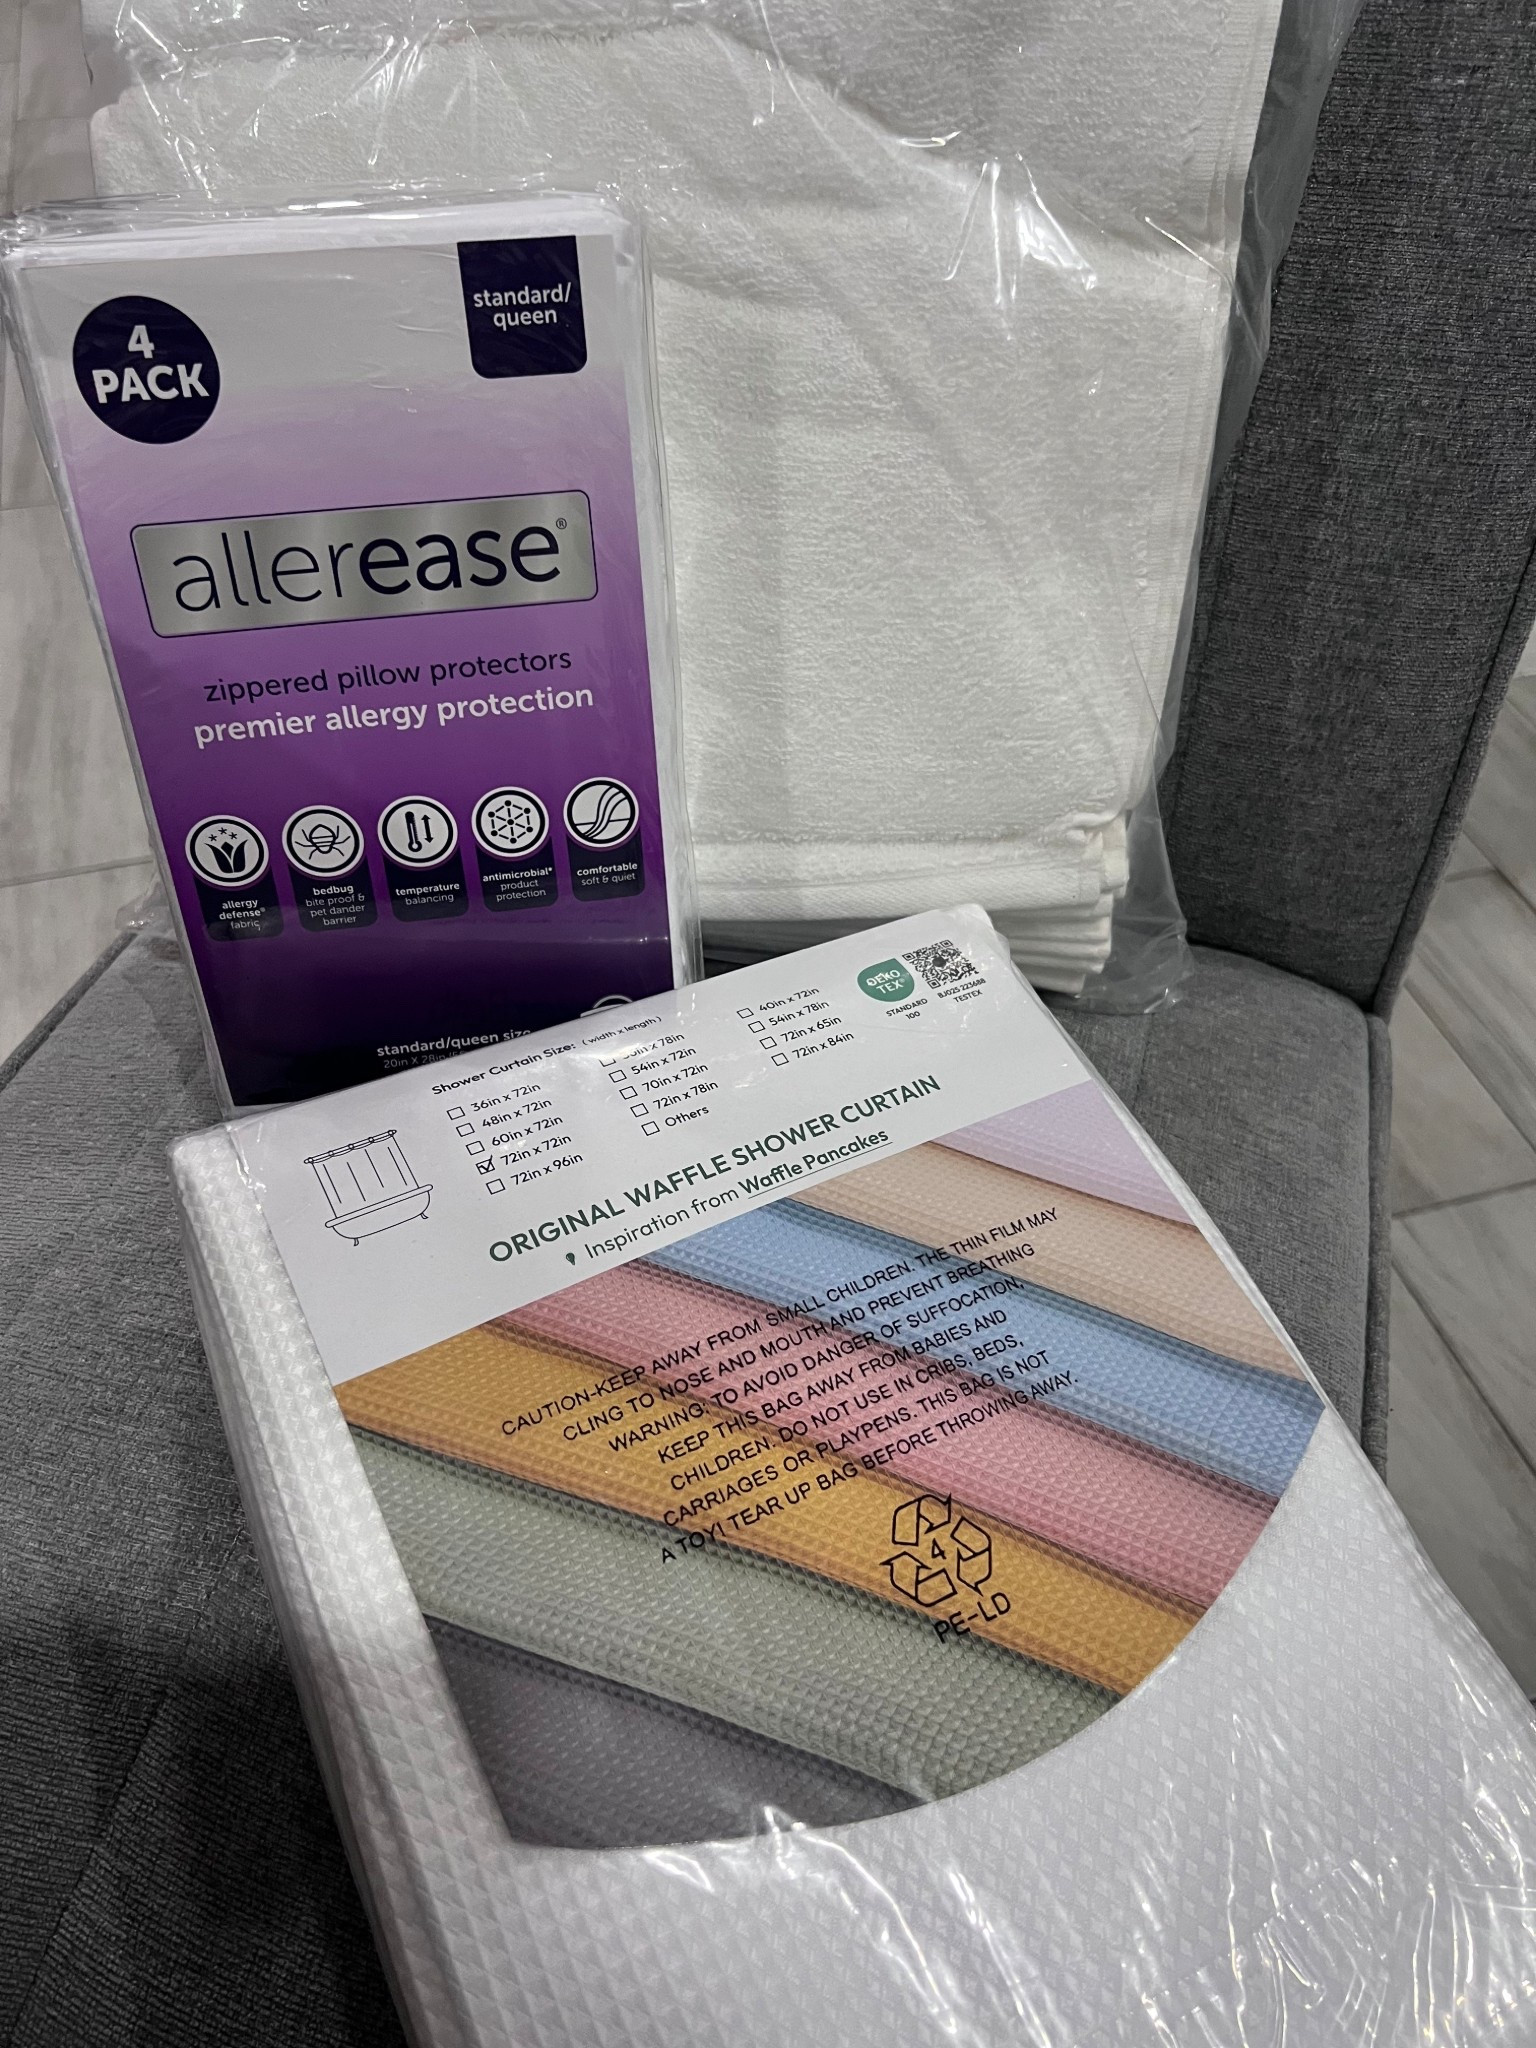 4
PACK
standard/
queen
allerease®
zippered pillow protectors
premier allergy protection
allergy
defense®
fabric
bedbug
bite proof &
pet dander
barrier
temperature
balancing
antimicrobial*
product
protection
comfortable
soft & quiet
standard/queen size
20in X 28in
Shower Curtain Size: (width x length)
36in x 72in
48in x 72in
60in x 72in
72in x 72in
72in x 96in
x 78in
54in x 72in
70in x 72in
72in x 78in
Others
40in x 72in
54in x 78in
72in x 65in
72in x 84in
OEKO
TEX®
STANDARD
100
BJ025 223688
TESTEX
ORIGINAL WAFFLE SHOWER CURTAIN
Inspiration from Waffle Pancakes
CAUTION-KEEP AWAY FROM SMALL CHILDREN. THE THIN FILM MAY
CLING TO NOSE AND MOUTH AND PREVENT BREATHING
WARNING: TO AVOID DANGER OF SUFFOCATION,
KEEP THIS BAG AWAY FROM BABIES AND
CHILDREN. DO NOT USE IN CRIBS, BEDS,
CARRIAGES OR PLAYPENS. THIS BAG IS NOT
A TOY! TEAR UP BAG BEFORE THROWING AWAY.
4
PE-LD